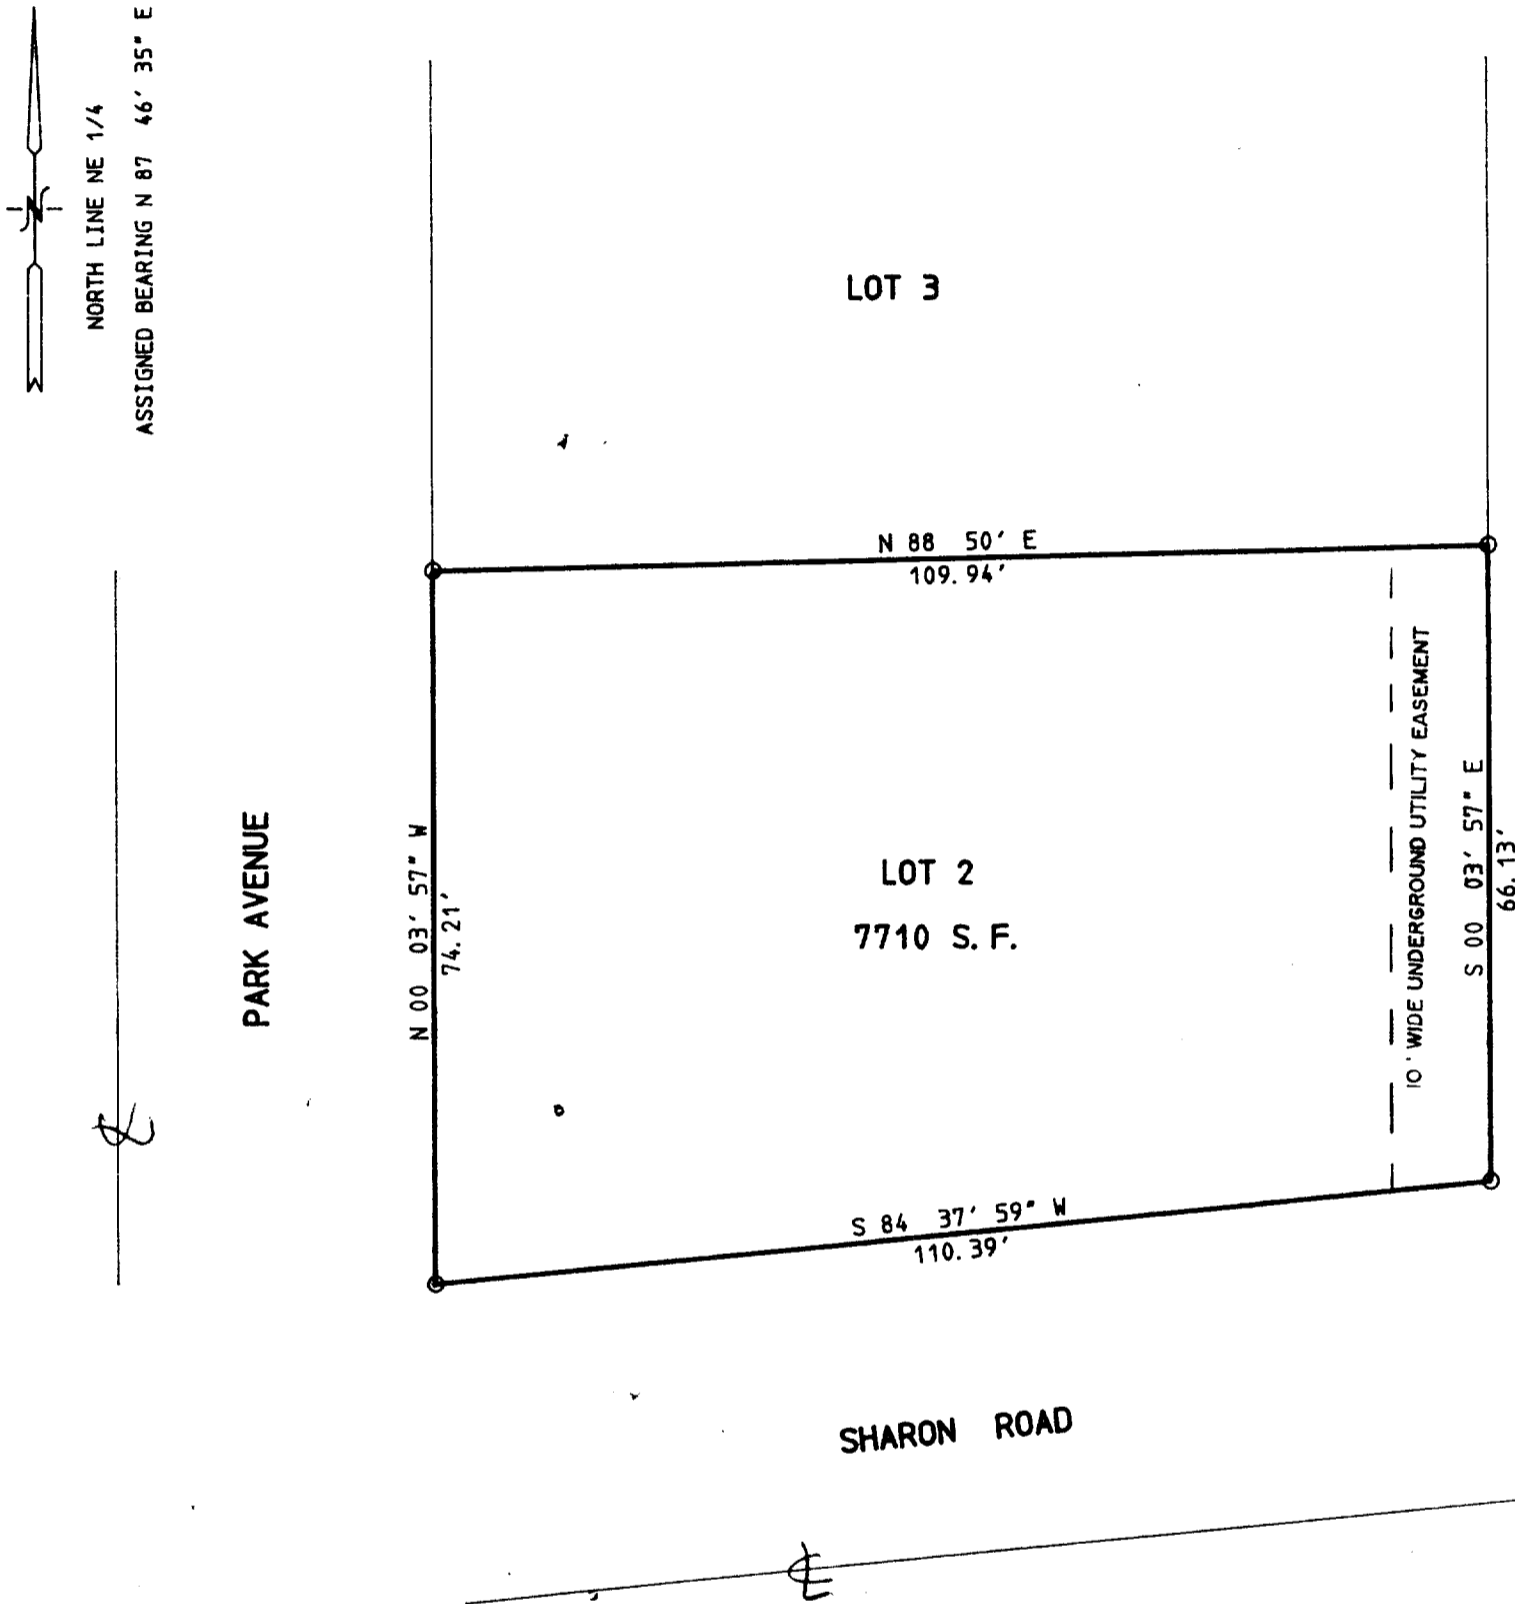 N
NORTH LINE NE 1/4
ASSIGNED BEARING N 87 46' 35" E
LOT 3
N 88 50' E
109.94'
PARK AVENUE
N 00 03' 57" W
74.21'
LOT 2
7710 S.F.
10' WIDE UNDERGROUND UTILITY EASEMENT
S 00 03' 57" E
66.13'
S 84 37' 59" W
110.39'
SHARON ROAD